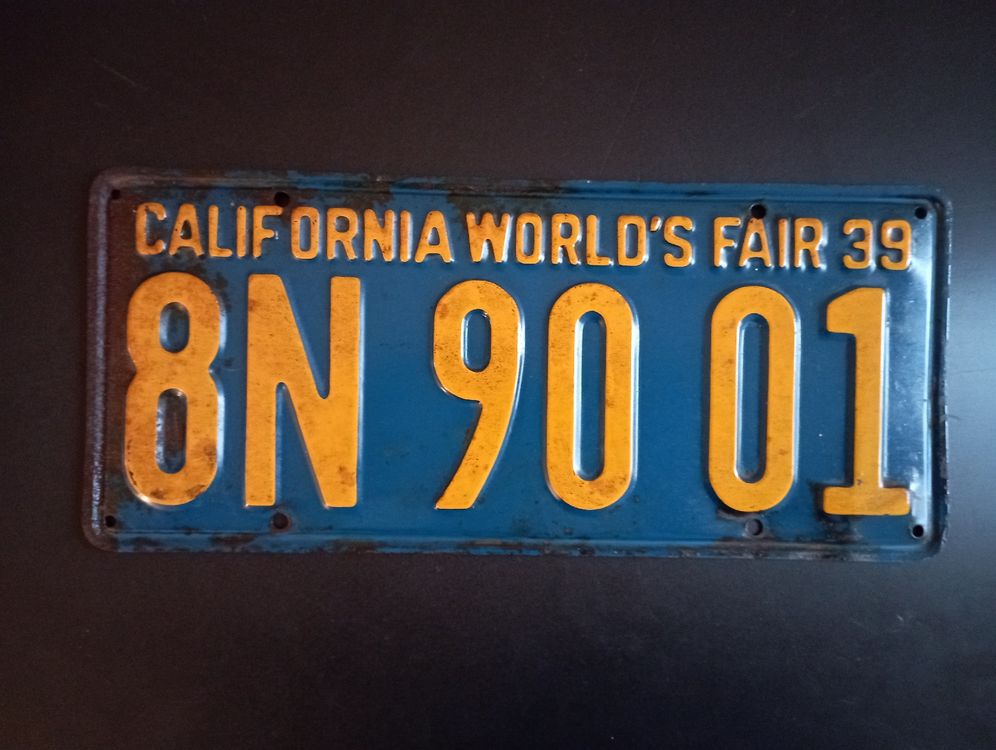 CALIFORNIA WORLD'S FAIR 39
8N 90 01